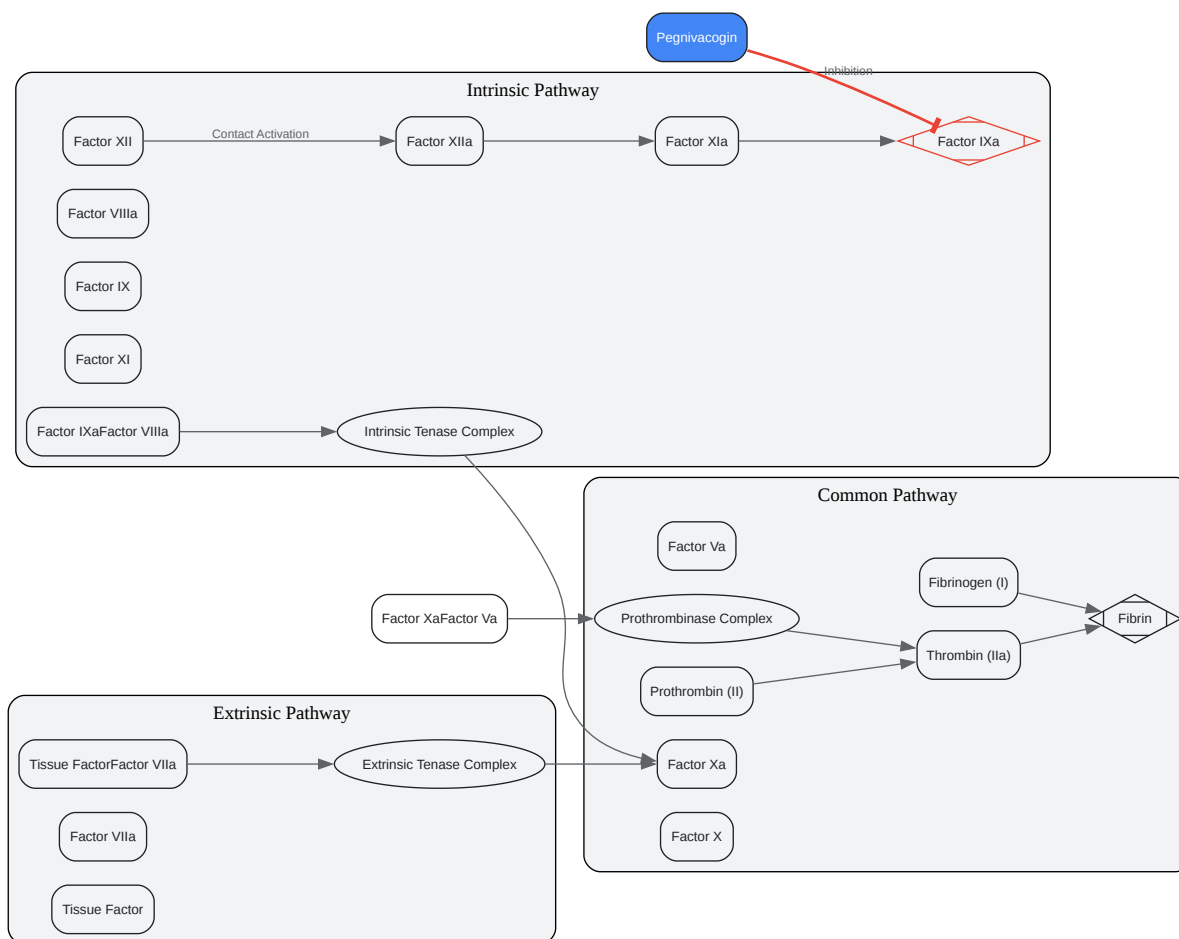 Pegnivacogin
Inhibition
Intrinsic Pathway
Factor XII
Contact Activation
Factor XIIa
Factor XIa
Factor IXa
Factor VIIIa
Factor IX
Factor XI
Factor IXaFactor VIIIa
Intrinsic Tenase Complex
Common Pathway
Factor Va
Fibrinogen (I)
Factor XaFactor Va
Prothrombinase Complex
Fibrin
Thrombin (IIa)
Prothrombin (II)
Extrinsic Pathway
Tissue FactorFactor VIIa
Extrinsic Tenase Complex
Factor Xa
Factor VIIa
Factor X
Tissue Factor